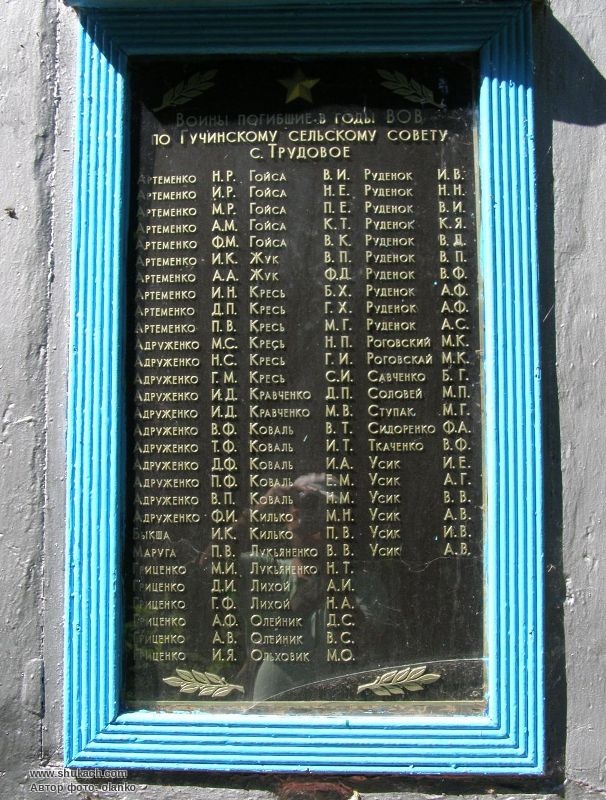 Воины погибшие в годы ВОВ
по Гучинскому сельскому совету
с. Трудовое
Артеменко Н.Р. Гойса В.И. Руденок И.В.
Артеменко И.Р. Гойса Н.Е. Руденок Н.Н.
Артеменко М.Р. Гойса П.Е. Руденок В.И.
Артеменко А.М. Гойса К.Т. Руденок К.Я.
Артеменко Ф.М. Гойса В.К. Руденок В.Д.
Артеменко И.К. Жук В.П. Руденок В.П.
Артеменко А.А. Жук Ф.Д. Руденок В.Ф.
Артеменко И.Н. Кресь Б.Х. Руденок А.Ф.
Артеменко Д.П. Кресь Г.Х. Руденок А.Ф.
Артеменко П.В. Кресь М.Г. Руденок А.С.
Адруженко М.С. Кресь Н.П. Роговский М.К.
Адруженко Н.С. Кресь Г.И. Роговскай М.К.
Адруженко Г.М. Кресь С.И. Савченко Б.Г.
Адруженко И.Д. Кравченко Д.П. Соловей М.П.
Адруженко И.Д. Кравченко М.В. Ступак М.Г.
Адруженко В.Ф. Коваль В.Т. Сидоренко Ф.А.
Адруженко Т.Ф. Коваль И.Т. Ткаченко В.Ф.
Адруженко Д.Ф. Коваль И.А. Усик И.Е.
Адруженко П.Ф. Коваль Е.М. Усик А.Г.
Адруженко В.П. Коваль Н.М. Усик В.В.
Адруженко Ф.И. Килько М.Н. Усик А.В.
Быкша И.К. Килько П.В. Усик И.В.
Маруга П.В. Лукьяненко В.В. Усик А.В.
Гриценко М.И. Лукьяненко Н.Т.
Гриценко Д.И. Лихой А.И.
Гриценко Г.Ф. Лихой Н.А.
Гриценко А.Ф. Олейник Д.С.
Гриценко А.В. Олейник В.С.
Гриценко И.Я. Ольховик М.О.
www.shukach.com
Автор фото: olanko